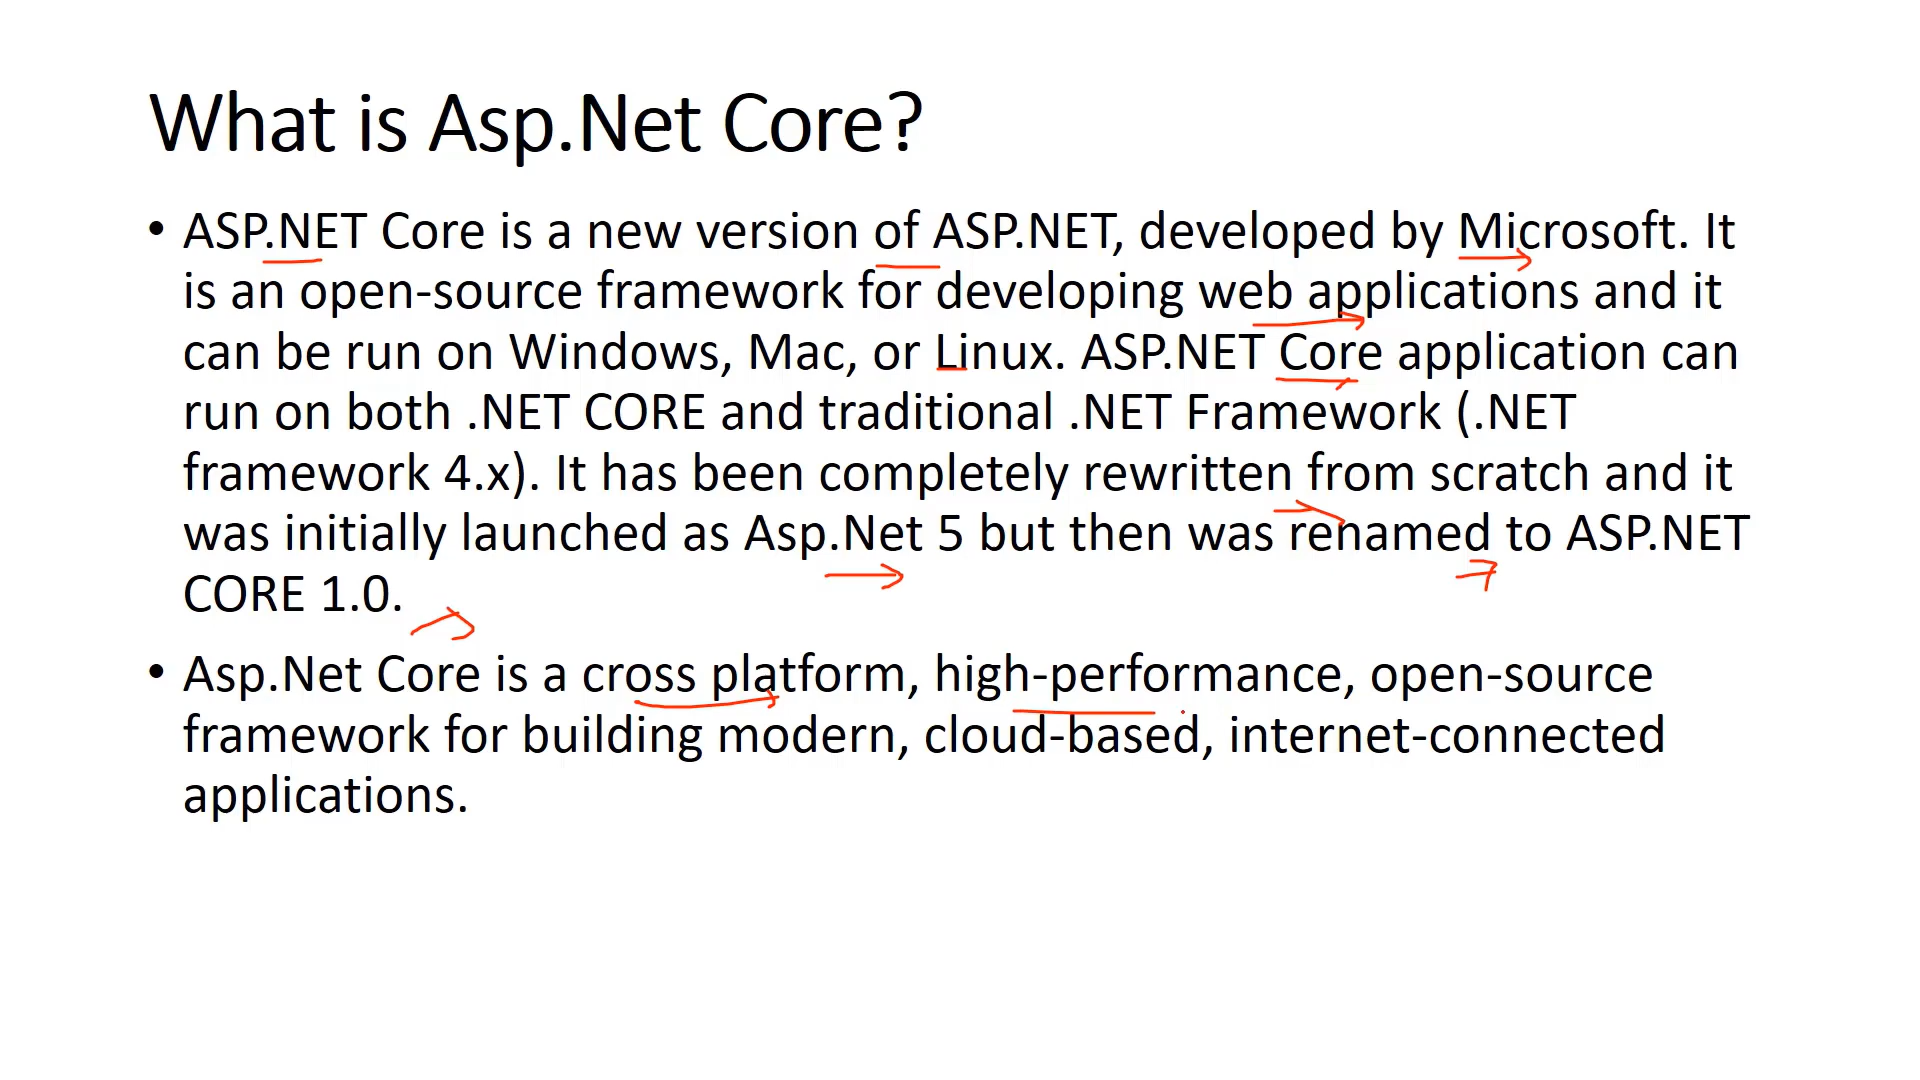 What is Asp.Net Core?
• ASP.NET Core is a new version of ASP.NET, developed by Microsoft. It
is an open-source framework for developing web applications and it
can be run on Windows, Mac, or Linux. ASP.NET Core application can
run on both .NET CORE and traditional .NET Framework (.NET
framework 4.x). It has been completely rewritten from scratch and it
was initially launched as Asp.Net 5 but then was renamed to ASP.NET
CORE 1.0.
• Asp.Net Core is a cross platform, high-performance, open-source
framework for building modern, cloud-based, internet-connected
applications.